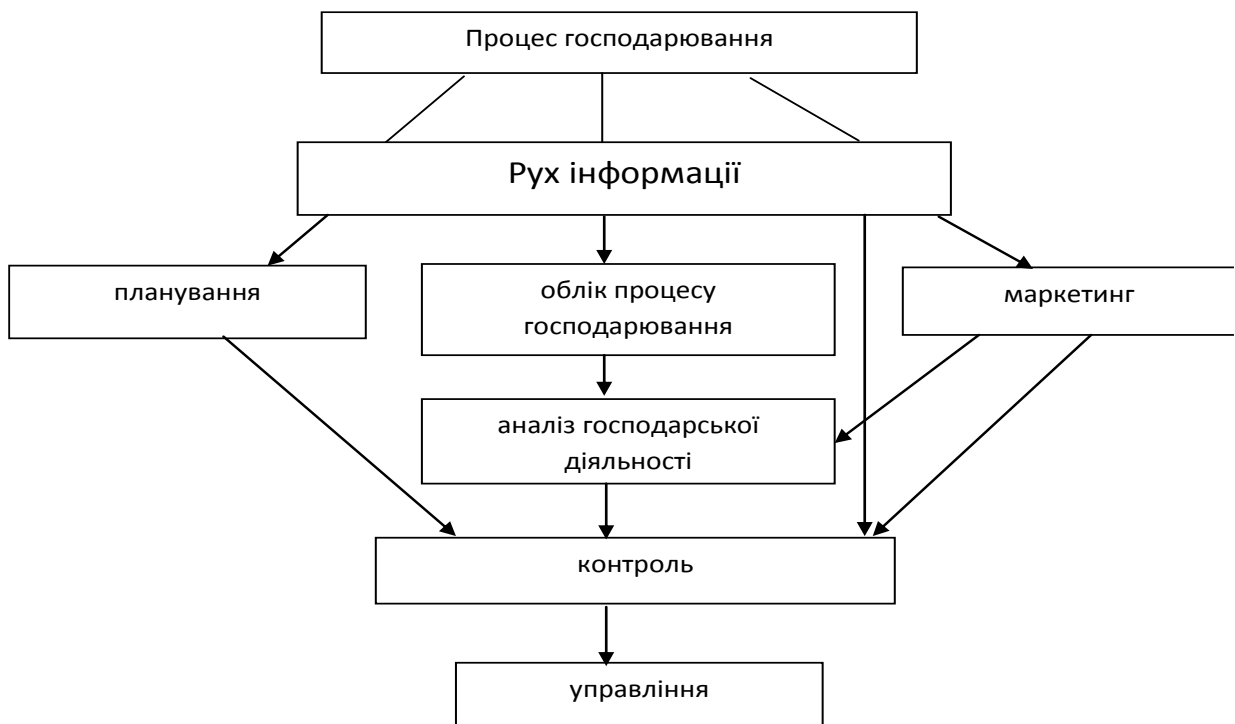 Процес господарювання
Рух інформації
планування
облік процесу
господарювання
маркетинг
аналіз господарської
діяльності
контроль
управління